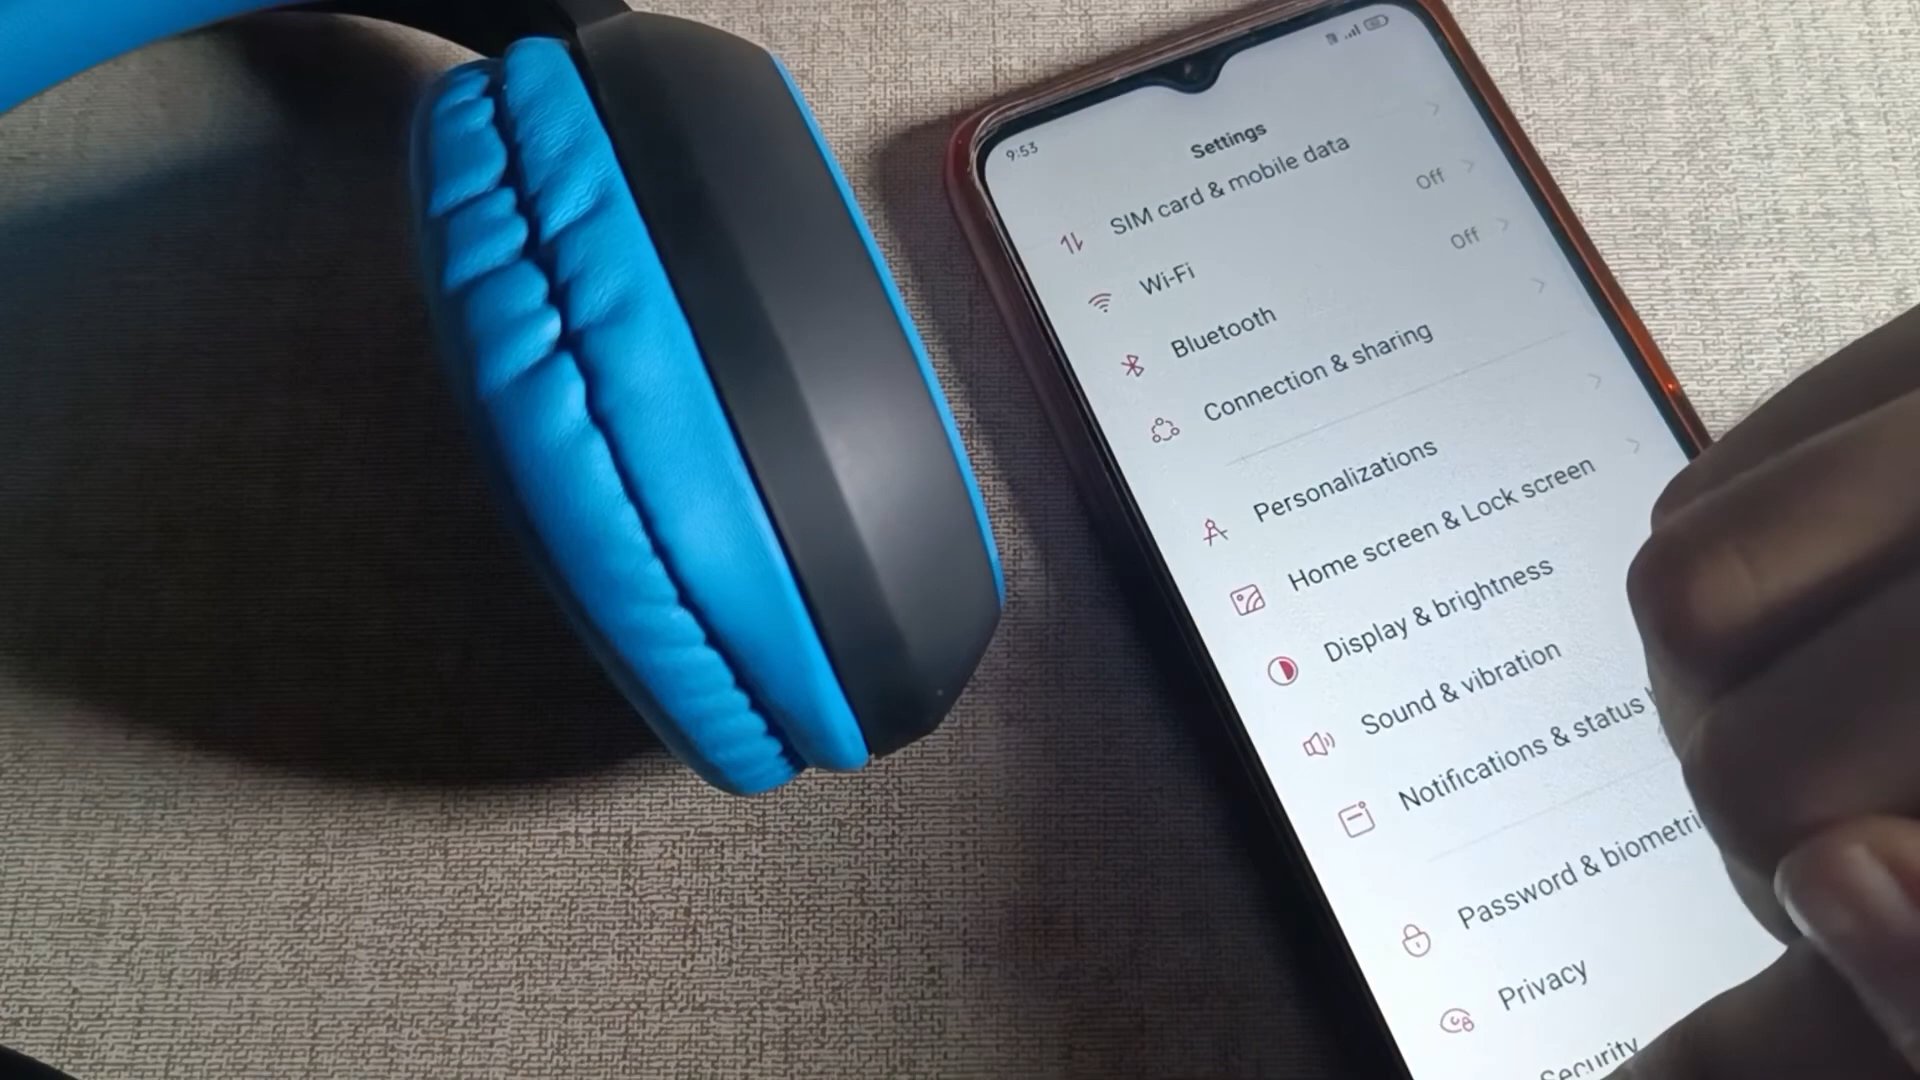 9:53
Settings
SIM card & mobile data
Wi-Fi Off
Bluetooth Off
Connection & sharing
Personalizations
Home screen & Lock screen
Display & brightness
Sound & vibration
Notifications & status
Password & biometri
Privacy
Security